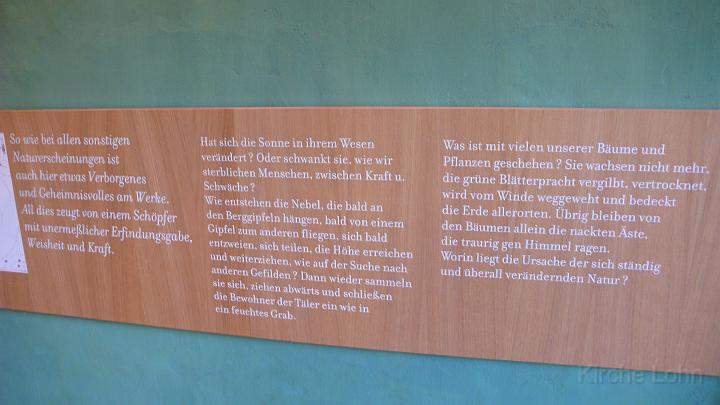 So wie bei allen sonstigen
Naturerscheinungen ist
auch hier etwas Verborgenes
und Geheimnisvolles am Werke.
All dies zeugt von einem Schöpfer
mit unermeßlicher Erfindungsgabe,
Weisheit und Kraft.
Hat sich die Sonne in ihrem Wesen
verändert? Oder schwankt sie, wie wir
sterblichen Menschen, zwischen Kraft u.
Schwäche?
Wie entstehen die Nebel, die bald an
den Berggipfeln hängen, bald von einem
Gipfel zum anderen fliegen, sich bald
entzweien, sich teilen, die Höhe erreichen
und weiterziehen, wie auf der Suche nach
anderen Gefilden? Dann wieder sammeln
sie sich, ziehen abwärts und schließen
die Bewohner der Täler ein wie in
ein feuchtes Grab.
Was ist mit vielen unserer Bäume und
Pflanzen geschehen? Sie wachsen nicht mehr,
die grüne Blätterpracht vergilbt, vertrocknet,
wird vom Winde weggeweht und bedeckt
die Erde allerorten. Übrig bleiben von
den Bäumen allein die nackten Äste,
die traurig gen Himmel ragen.
Worin liegt die Ursache der sich ständig
und überall verändernden Natur?
Kirche Lohn